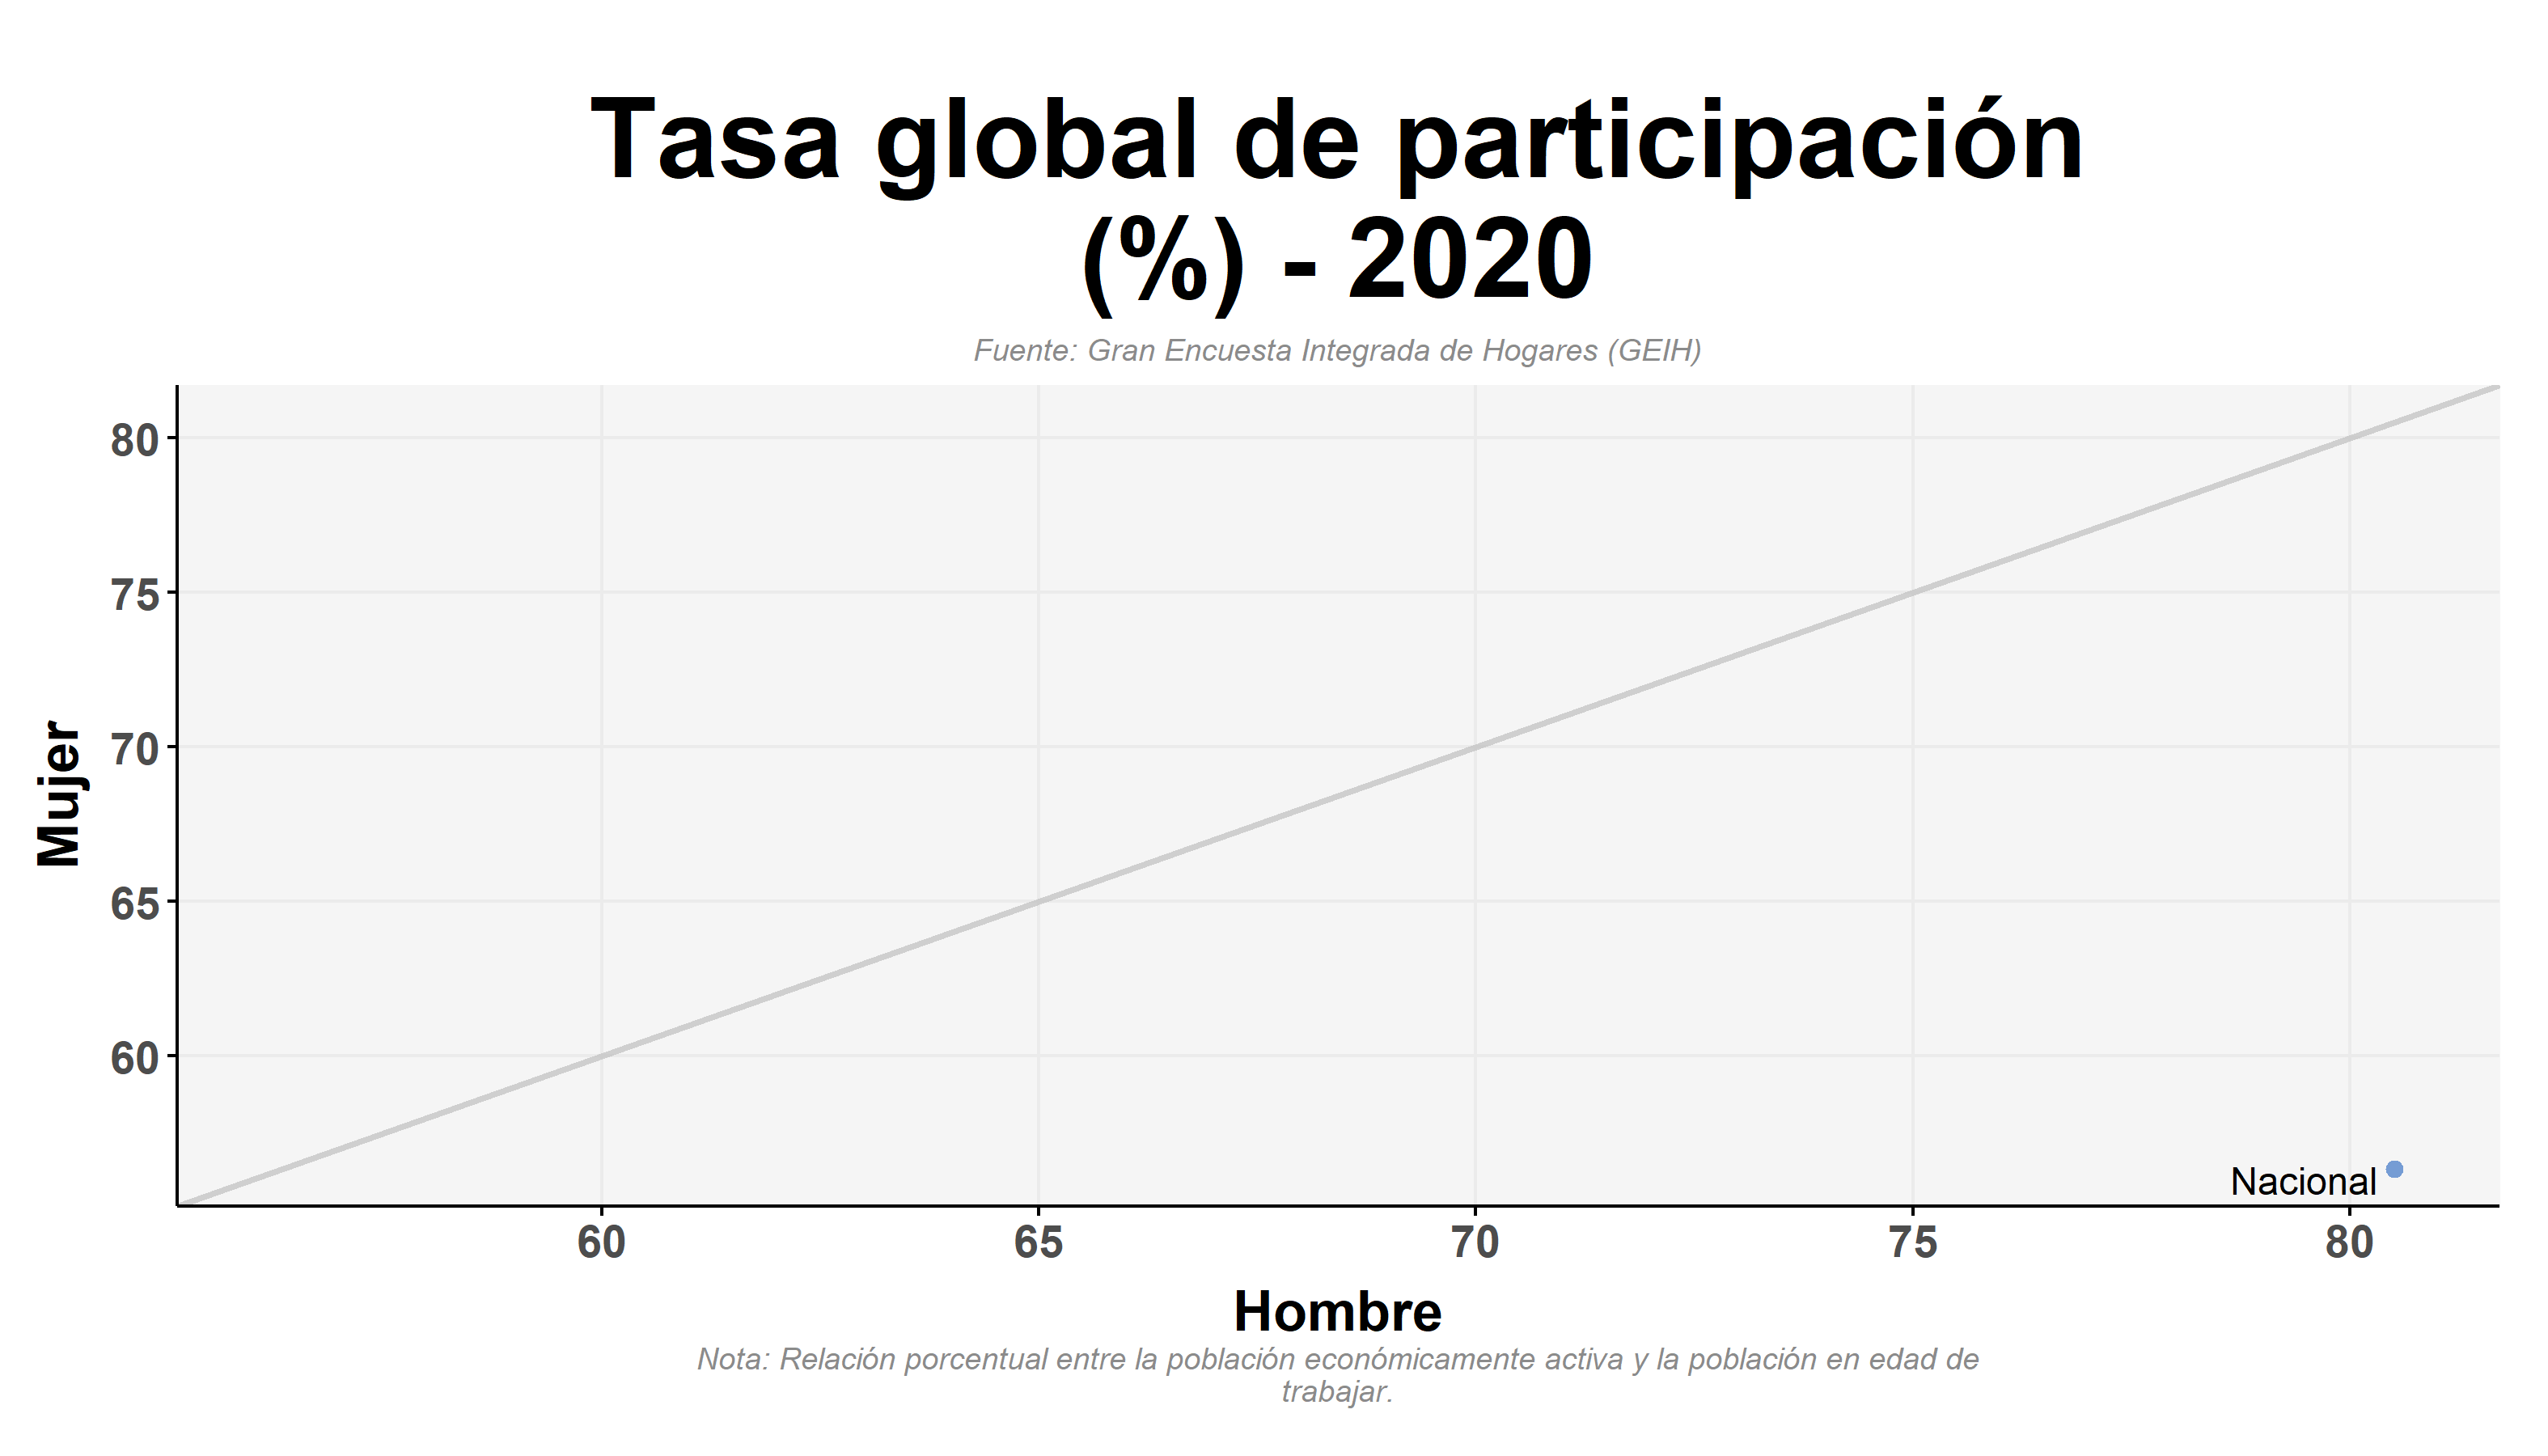 Tasa global de participación
(%) - 2020
Fuente: Gran Encuesta Integrada de Hogares (GEIH)
80
75
70
65
60
Mujer
Nacional
60 65 70 75 80
Hombre
Nota: Relación porcentual entre la población económicamente activa y la población en edad de
trabajar.